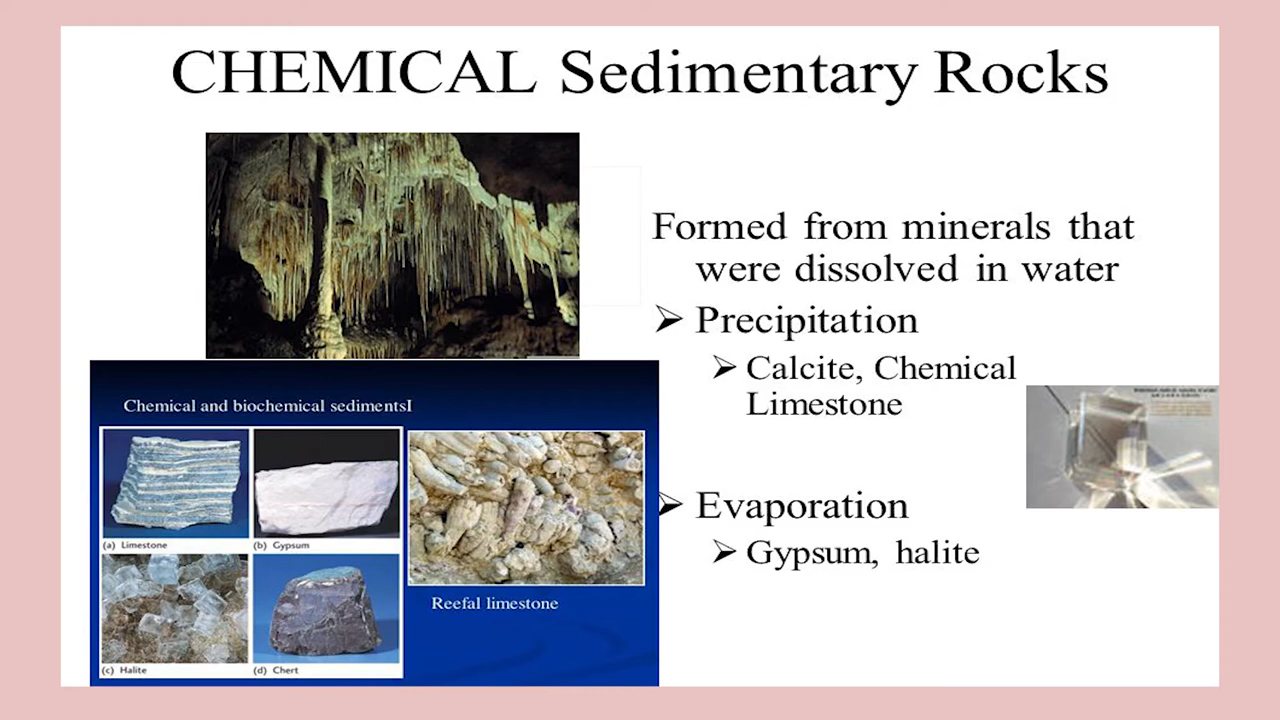 CHEMICAL Sedimentary Rocks
Formed from minerals that
were dissolved in water
➢ Precipitation
➢ Calcite, Chemical
Limestone
➢ Evaporation
➢ Gypsum, halite
Chemical and biochemical sedimentsI
(a) Limestone
(b) Gypsum
(c) Halite
(d) Chert
Reefal limestone